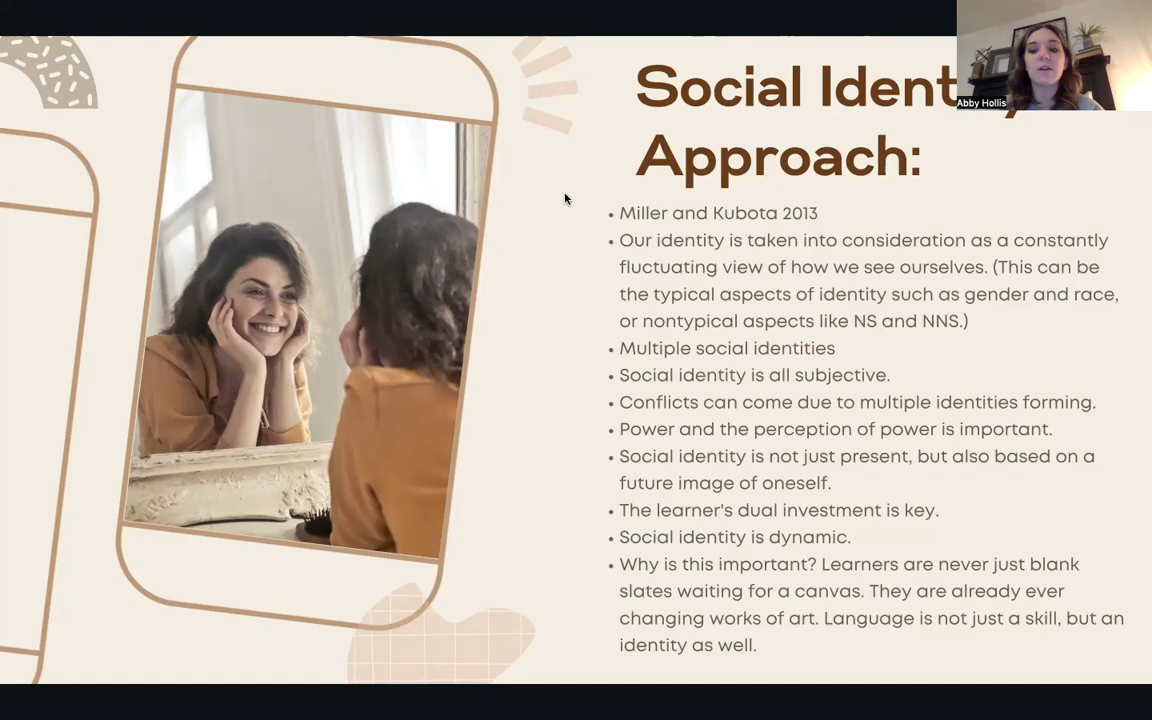 Social Ident
Approach:
Abby Hollis
• Miller and Kubota 2013
• Our identity is taken into consideration as a constantly
fluctuating view of how we see ourselves. (This can be
the typical aspects of identity such as gender and race,
or nontypical aspects like NS and NNS.)
• Multiple social identities
• Social identity is all subjective.
• Conflicts can come due to multiple identities forming.
• Power and the perception of power is important.
• Social identity is not just present, but also based on a
future image of oneself.
• The learner's dual investment is key.
• Social identity is dynamic.
• Why is this important? Learners are never just blank
slates waiting for a canvas. They are already ever
changing works of art. Language is not just a skill, but an
identity as well.